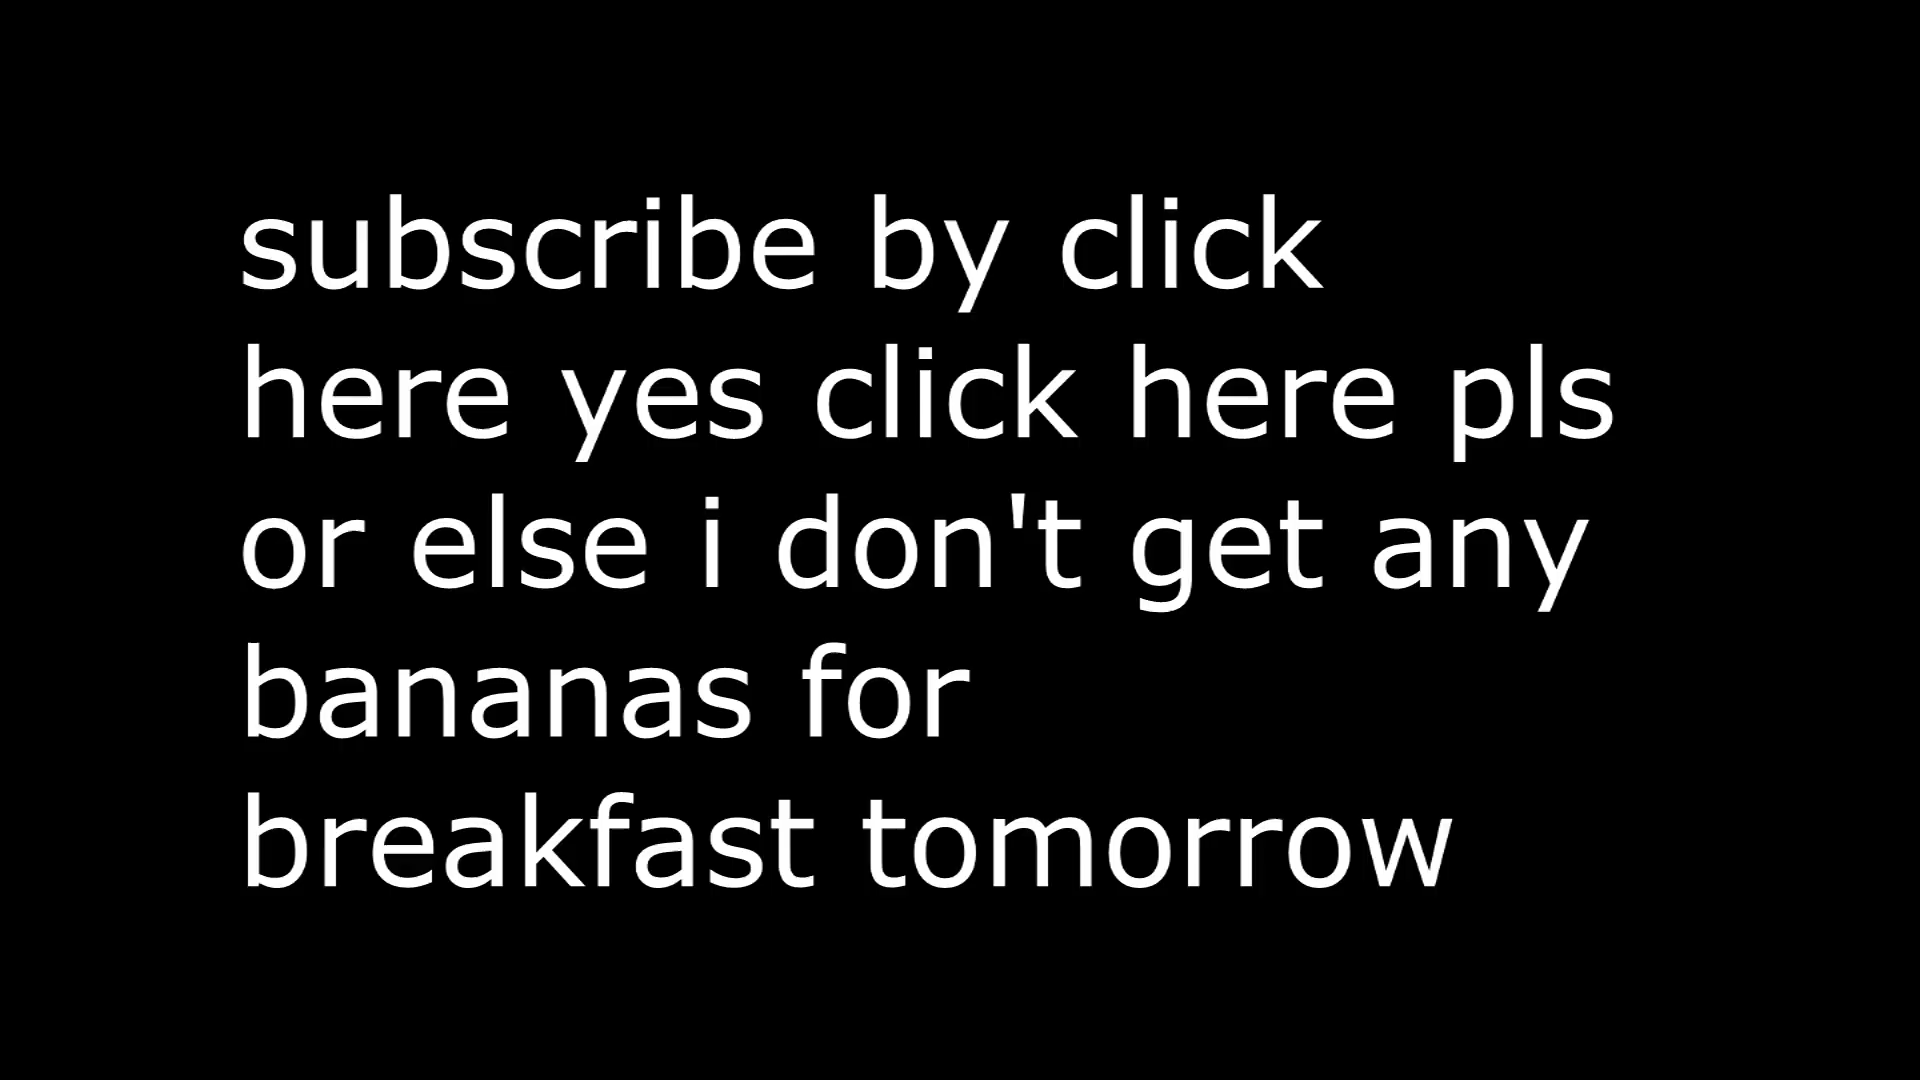 subscribe by click
here yes click here pls
or else i don't get any
bananas for
breakfast tomorrow